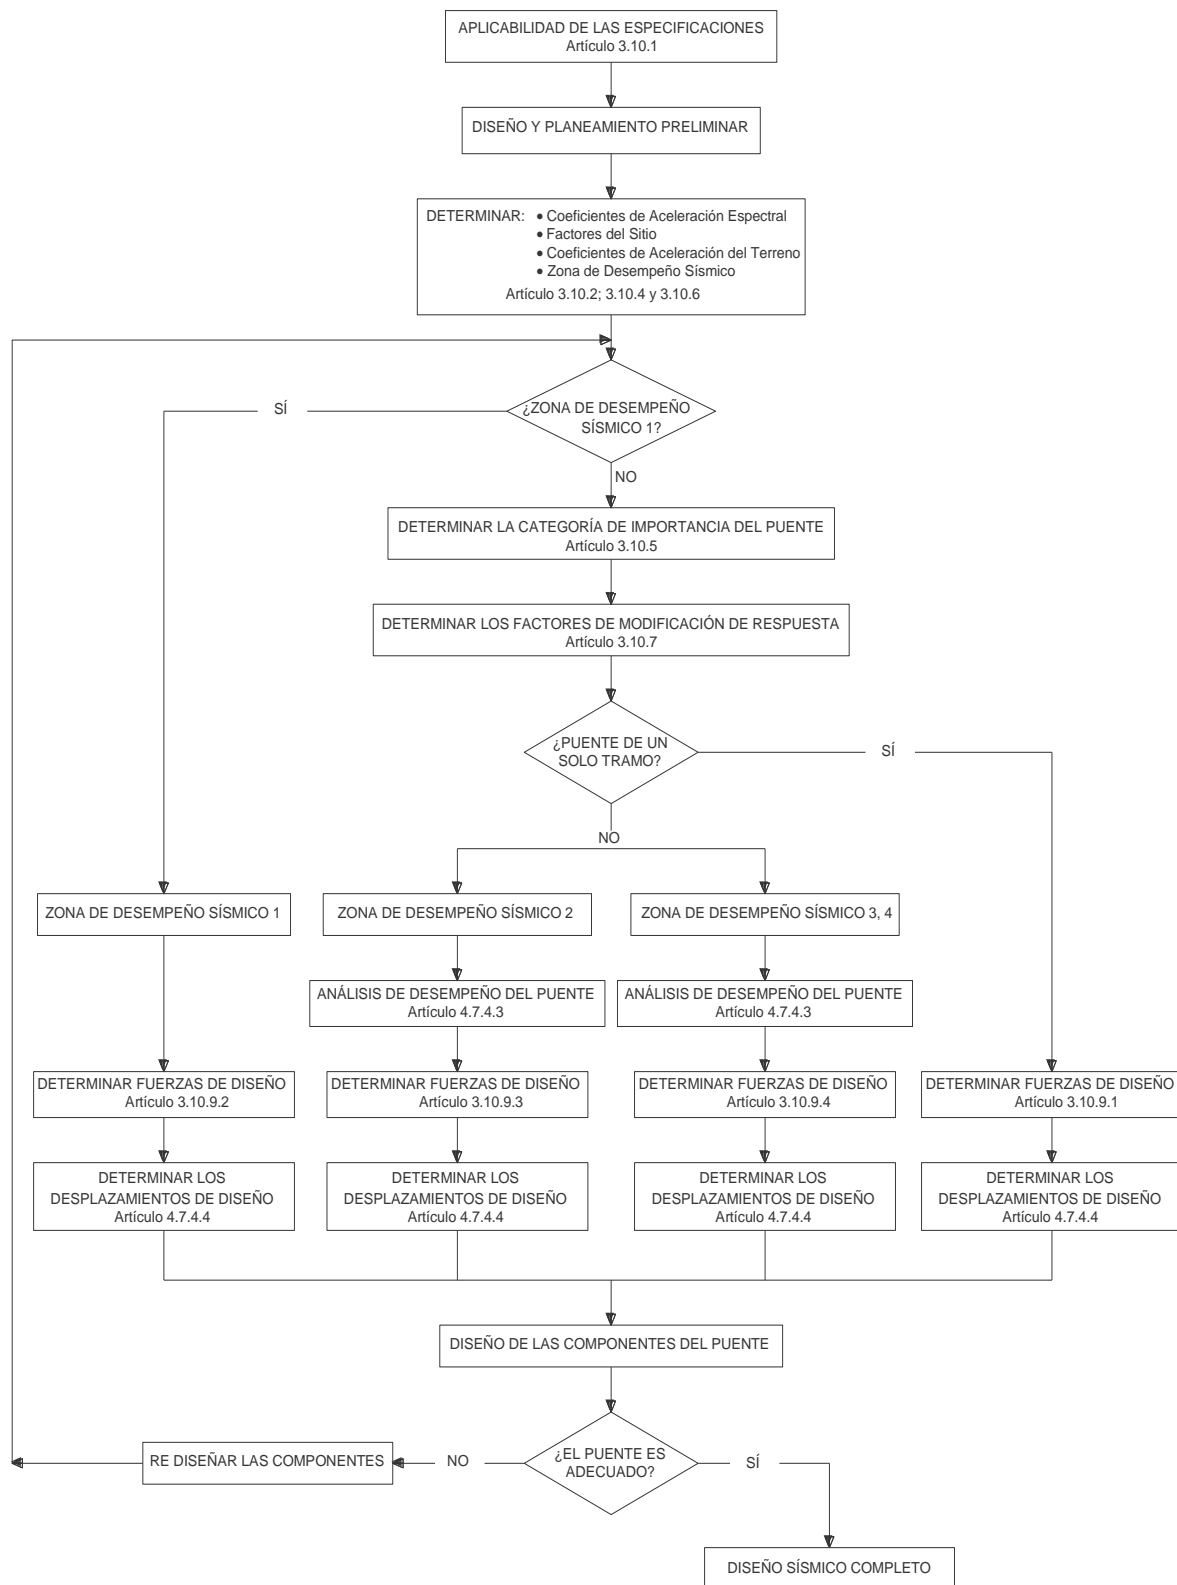 APLICABILIDAD DE LAS ESPECIFICACIONES
Artículo 3.10.1
DISEÑO Y PLANEAMIENTO PRELIMINAR
DETERMINAR: • Coeficientes de Aceleración Espectral
• Factores del Sitio
• Coeficientes de Aceleración del Terreno
• Zona de Desempeño Sísmico
Artículo 3.10.2; 3.10.4 y 3.10.6
¿ZONA DE DESEMPEÑO
SÍSMICO 1?
SÍ
NO
DETERMINAR LA CATEGORÍA DE IMPORTANCIA DEL PUENTE
Artículo 3.10.5
DETERMINAR LOS FACTORES DE MODIFICACIÓN DE RESPUESTA
Artículo 3.10.7
¿PUENTE DE UN
SOLO TRAMO?
SÍ
NO
ZONA DE DESEMPEÑO SÍSMICO 1
ZONA DE DESEMPEÑO SÍSMICO 2
ZONA DE DESEMPEÑO SÍSMICO 3, 4
ANÁLISIS DE DESEMPEÑO DEL PUENTE
Artículo 4.7.4.3
ANÁLISIS DE DESEMPEÑO DEL PUENTE
Artículo 4.7.4.3
DETERMINAR FUERZAS DE DISEÑO
Artículo 3.10.9.2
DETERMINAR FUERZAS DE DISEÑO
Artículo 3.10.9.3
DETERMINAR FUERZAS DE DISEÑO
Artículo 3.10.9.4
DETERMINAR FUERZAS DE DISEÑO
Artículo 3.10.9.1
DETERMINAR LOS
DESPLAZAMIENTOS DE DISEÑO
Artículo 4.7.4.4
DETERMINAR LOS
DESPLAZAMIENTOS DE DISEÑO
Artículo 4.7.4.4
DETERMINAR LOS
DESPLAZAMIENTOS DE DISEÑO
Artículo 4.7.4.4
DETERMINAR LOS
DESPLAZAMIENTOS DE DISEÑO
Artículo 4.7.4.4
DISEÑO DE LAS COMPONENTES DEL PUENTE
¿EL PUENTE ES
ADECUADO?
NO
SÍ
RE DISEÑAR LAS COMPONENTES
DISEÑO SÍSMICO COMPLETO